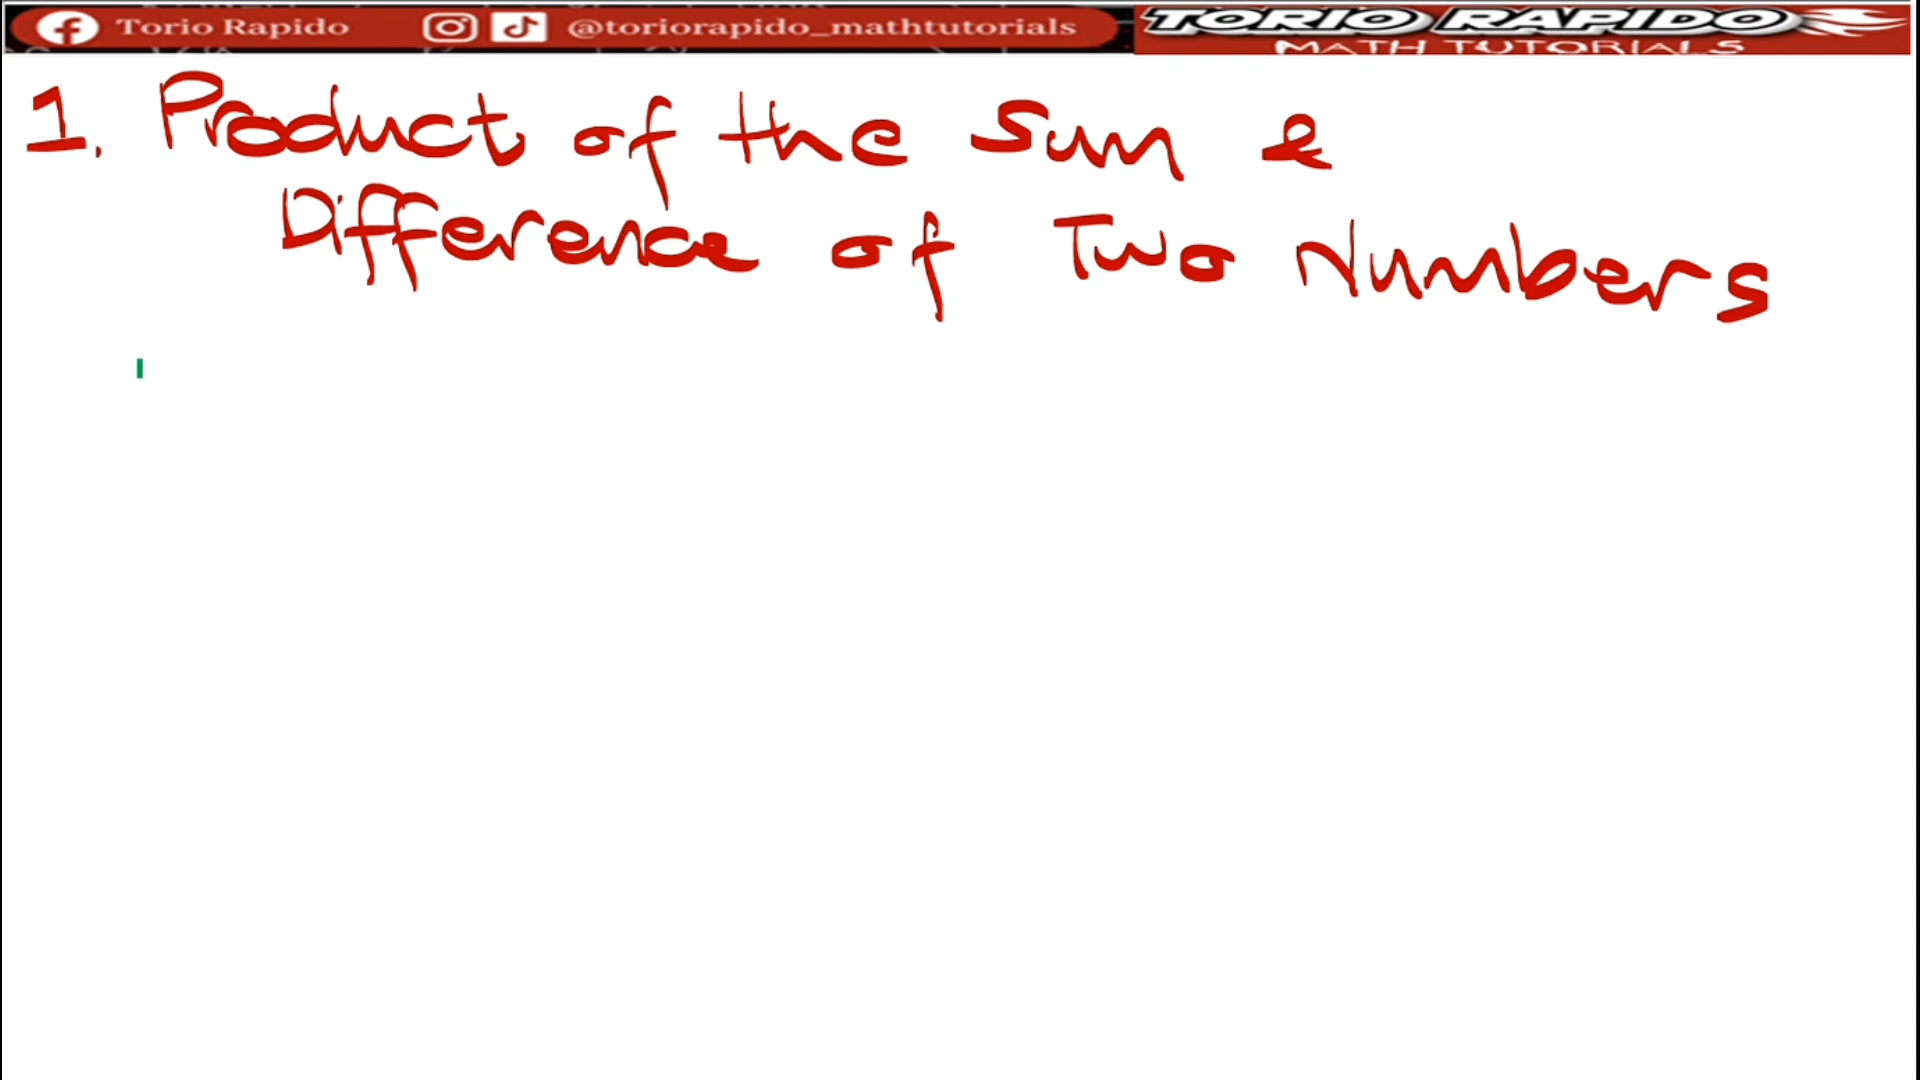 Torio Rapido @toriorapido_mathtutorials TORIO RAPIDO
MATH TUTORIALS
1. Product of the Sum &
Difference of Two Numbers